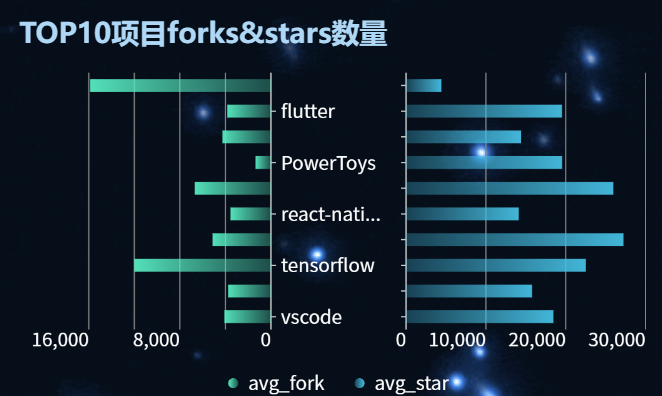 TOP10项目forks&stars数量
flutter
PowerToys
react-nati...
tensorflow
vscode
16,000 8,000 0 0 10,000 20,000 30,000
avg_fork avg_star